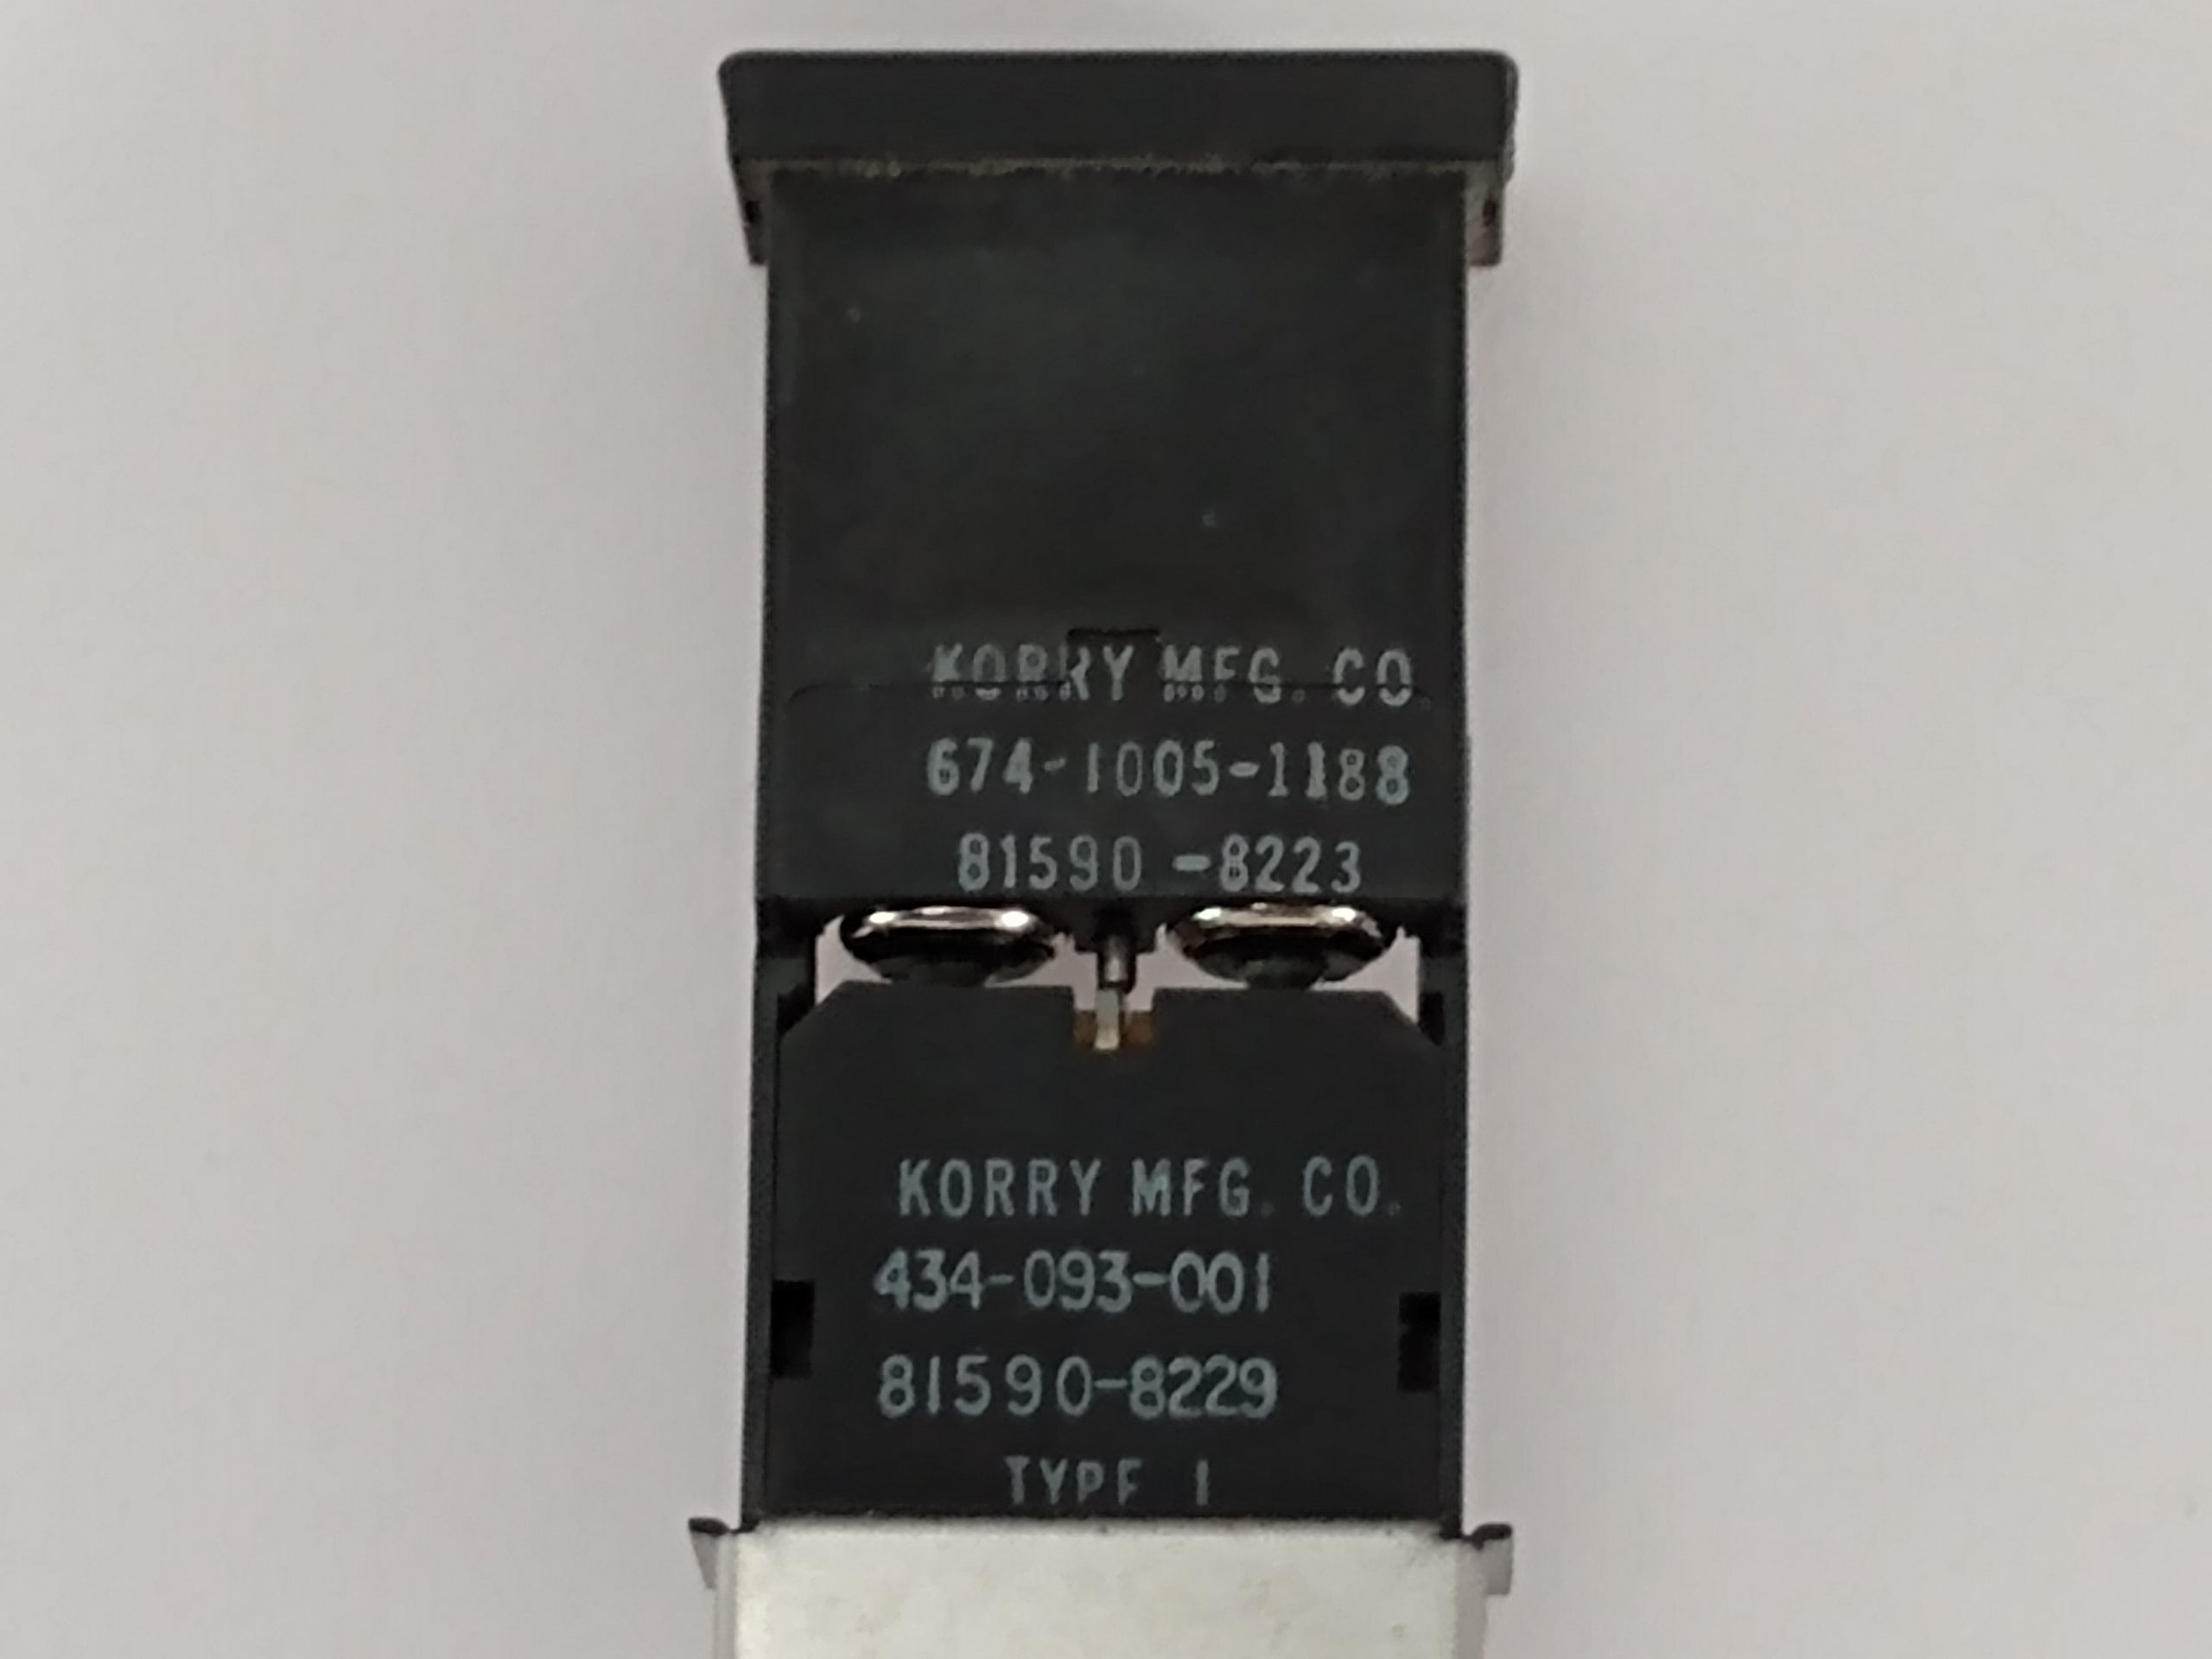 KORRY MFG. CO.
674-1005-1188
81590-8223
KORRY MFG. CO.
434-093-001
81590-8229
TYPE 1